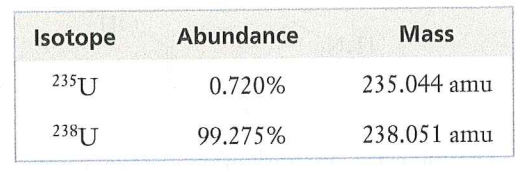 Isotope Abundance Mass
²³⁵U 0.720% 235.044 amu
²³⁸U 99.275% 238.051 amu